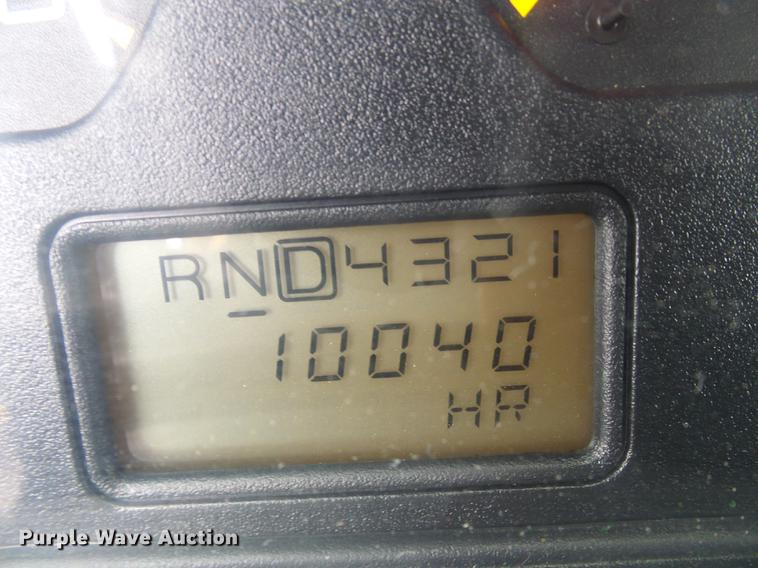 RND4321
10040
HR
Purple Wave Auction